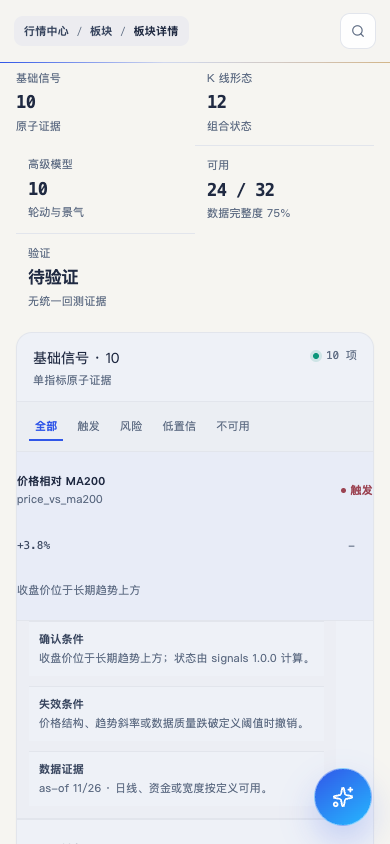 行情中心 / 板块 / 板块详情
基础信号
10
原子证据
K 线形态
12
组合状态
高级模型
10
轮动与景气
可用
24 / 32
数据完整度 75%
验证
待验证
无统一回测证据
基础信号 · 10
10 项
单指标原子证据
全部 触发 风险 低置信 不可用
价格相对 MA200
price_vs_ma200
触发
+3.8%
—
收盘价位于长期趋势上方
确认条件
收盘价位于长期趋势上方；状态由 signals 1.0.0 计算。
失效条件
价格结构、趋势斜率或数据质量跌破定义阈值时撤销。
数据证据
as-of 11/26 · 日线、资金或宽度按定义可用。